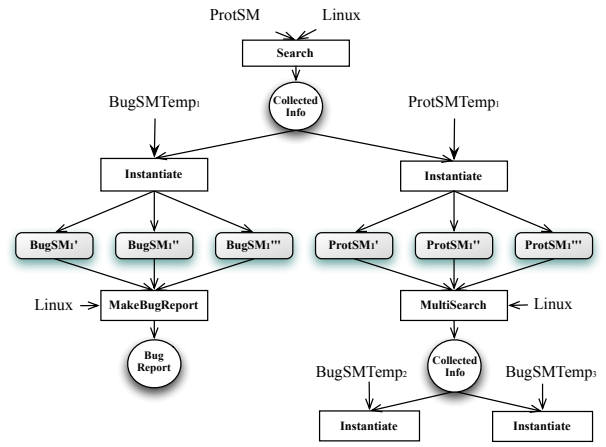 ProtSM Linux
Search
Collected
Info
BugSMTemp₁ ProtSMTemp₁
Instantiate Instantiate
BugSM₁' BugSM₁'' BugSM₁''' ProtSM₁' ProtSM₁'' ProtSM₁'''
Linux MakeBugReport MultiSearch Linux
Bug
Report
Collected
Info
BugSMTemp₂ BugSMTemp₃
Instantiate Instantiate